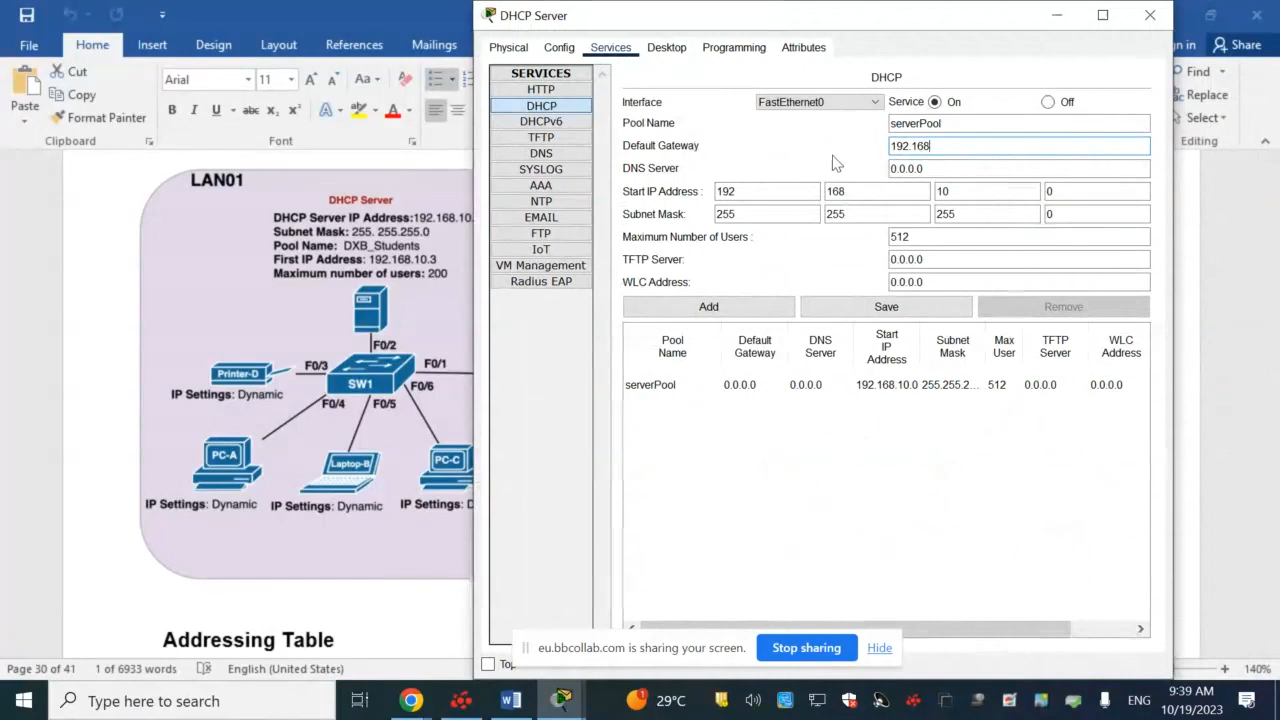 DHCP Server
File Home Insert Design Layout References Mailings
Share
Physical Config Services Desktop Programming Attributes
Paste
Cut
Copy
Format Painter
Clipboard
Arial 11 A A Aa
B I U abc x₂ x² A A
Font
Find
Replace
Select
Editing
SERVICES
HTTP
DHCP
DHCPv6
TFTP
DNS
SYSLOG
AAA
NTP
EMAIL
FTP
IoT
VM Management
Radius EAP
DHCP
Interface FastEthernet0 Service On Off
Pool Name serverPool
Default Gateway 192.168
DNS Server 0.0.0.0
Start IP Address : 192 168 10 0
Subnet Mask: 255 255 255 0
Maximum Number of Users : 512
TFTP Server: 0.0.0.0
WLC Address: 0.0.0.0
Add Save Remove
Pool Name Default Gateway DNS Server Start IP Address Subnet Mask Max User TFTP Server WLC Address
serverPool 0.0.0.0 0.0.0.0 192.168.10.0 255.255.2... 512 0.0.0.0 0.0.0.0
LAN01
DHCP Server
DHCP Server IP Address:192.168.10.
Subnet Mask: 255. 255.255.0
Pool Name: DXB_Students
First IP Address: 192.168.10.3
Maximum number of users: 200
F0/2
F0/3 F0/1
Printer-D SW1 F0/6
IP Settings: Dynamic
F0/4 F0/5
PC-A Laptop-B PC-C
IP Settings: Dynamic IP Settings: Dynamic IP Settings: D
Addressing Table
eu.bbcollab.com is sharing your screen. Stop sharing Hide
Top
Page 30 of 41 1 of 6933 words English (United States) 140%
Type here to search
1
29°C
ENG
9:39 AM
10/19/2023